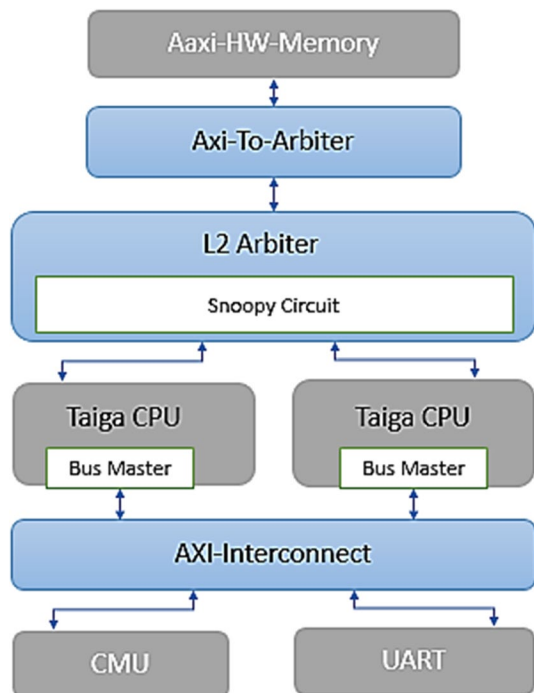 Aaxi-HW-Memory
Axi-To-Arbiter
L2 Arbiter
Snoopy Circuit
Taiga CPU
Bus Master
Taiga CPU
Bus Master
AXI-Interconnect
CMU
UART